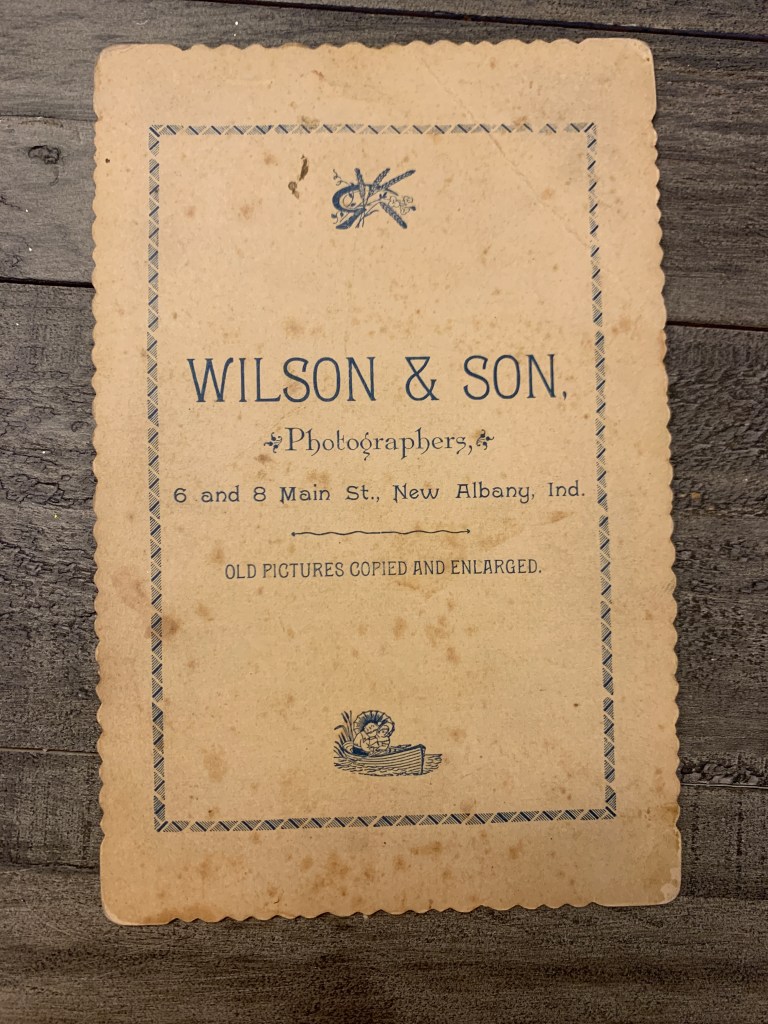 WILSON & SON,
Photographers,
6 and 8 Main St., New Albany, Ind.
OLD PICTURES COPIED AND ENLARGED.